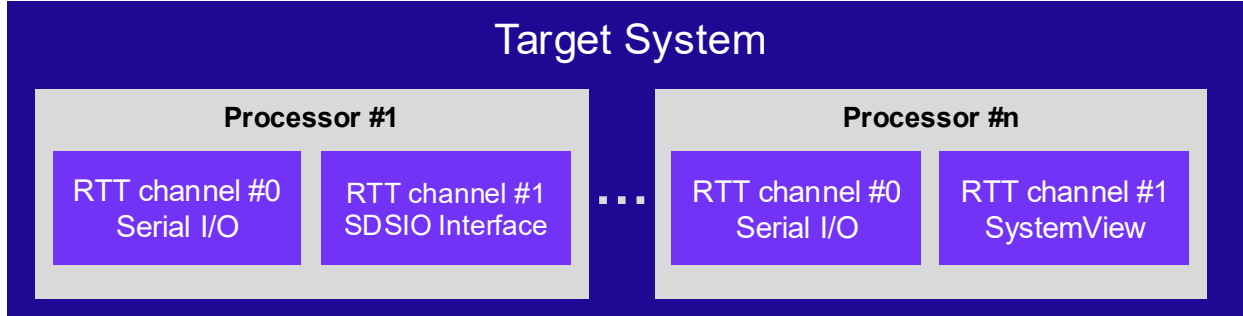 Target System
Processor #1
RTT channel #0
Serial I/O
RTT channel #1
SDSIO Interface
...
Processor #n
RTT channel #0
Serial I/O
RTT channel #1
SystemView